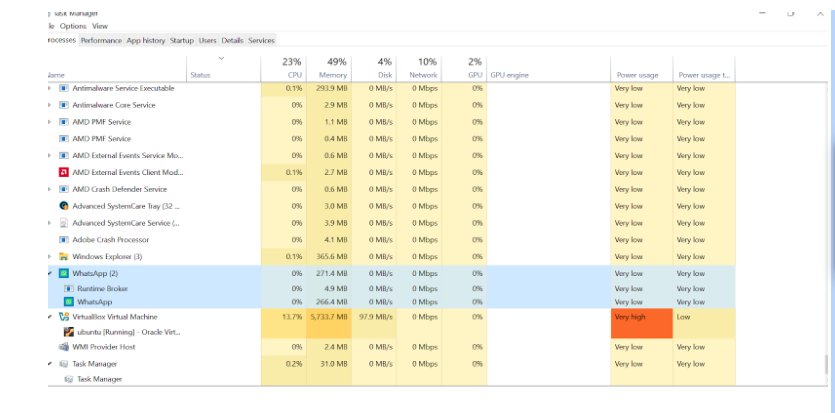 Task Manager
Options View
Performance App history Startup Users Details Services
23% 49% 4% 10% 2%
Status CPU Memory Disk Network GPU GPU engine Power usage Power usage t...
Antimalware Service Executable 0.1% 293.9 MB 0 MB/s 0 Mbps 0% Very low Very low
Antimalware Core Service 0% 2.9 MB 0 MB/s 0 Mbps 0% Very low Very low
AMD PMF Service 0% 1.1 MB 0 MB/s 0 Mbps 0% Very low Very low
AMD PMF Service 0% 0.4 MB 0 MB/s 0 Mbps 0% Very low Very low
AMD External Events Service Mo... 0% 0.6 MB 0 MB/s 0 Mbps 0% Very low Very low
AMD External Events Client Mod... 0.1% 2.7 MB 0 MB/s 0 Mbps 0% Very low Very low
AMD Crash Defender Service 0% 0.6 MB 0 MB/s 0 Mbps 0% Very low Very low
Advanced SystemCare Tray (32 ... 0% 3.0 MB 0 MB/s 0 Mbps 0% Very low Very low
Advanced SystemCare Service (... 0% 3.9 MB 0 MB/s 0 Mbps 0% Very low Very low
Adobe Crash Processor 0% 4.1 MB 0 MB/s 0 Mbps 0% Very low Very low
Windows Explorer (3) 0.1% 365.6 MB 0 MB/s 0 Mbps 0% Very low Very low
WhatsApp (2) 0% 271.4 MB 0 MB/s 0 Mbps 0% Very low Very low
Runtime Broker 0% 4.9 MB 0 MB/s 0 Mbps 0% Very low Very low
WhatsApp 0% 266.4 MB 0 MB/s 0 Mbps 0% Very low Very low
VirtualBox Virtual Machine 13.7% 5,733.7 MB 97.9 MB/s 0 Mbps 0% Very high Low
ubuntu [Running] - Oracle Virt...
WMI Provider Host 0% 2.4 MB 0 MB/s 0 Mbps 0% Very low Very low
Task Manager 0.2% 31.0 MB 0 MB/s 0 Mbps 0% Very low Very low
Task Manager